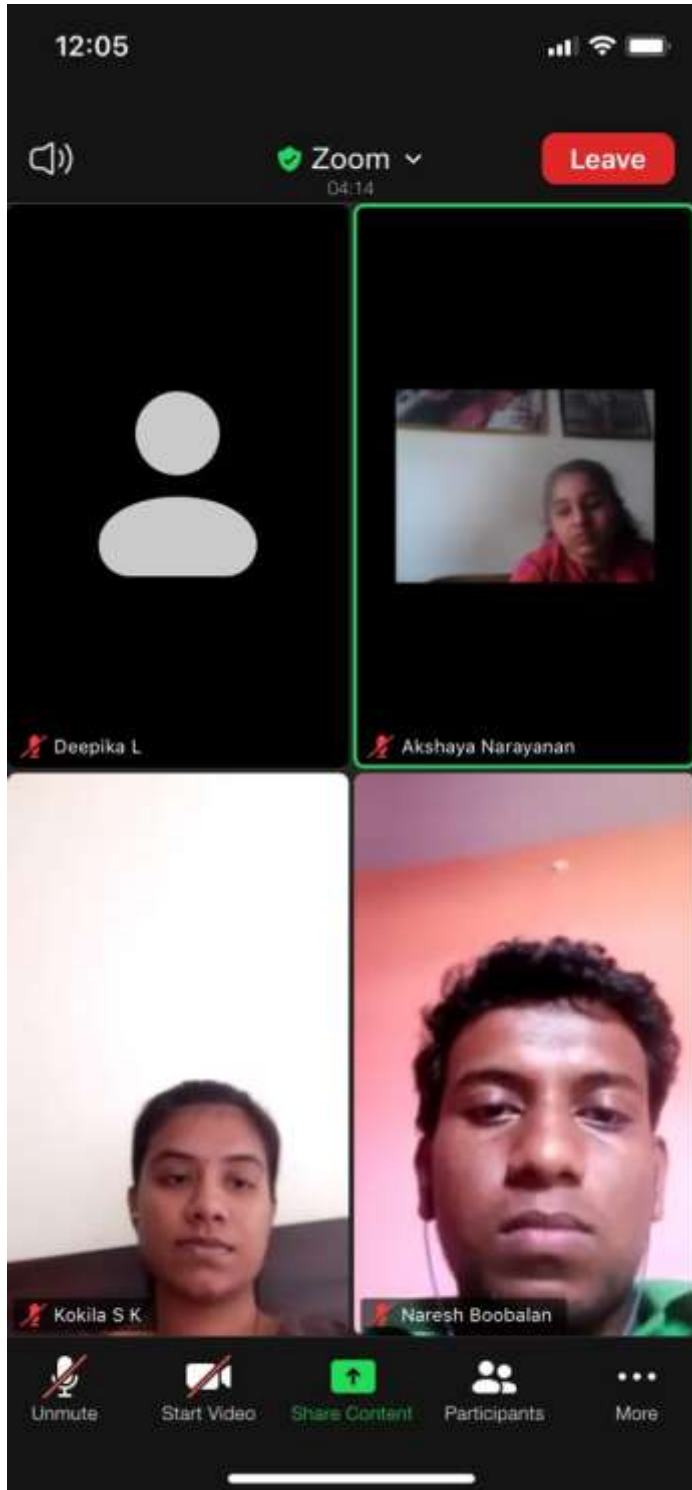 12:05
Zoom
Leave
04:14
Deepika L
Akshaya Narayanan
Kokila S K
Naresh Boobalan
Unmute
Start Video
Share Content
Participants
More